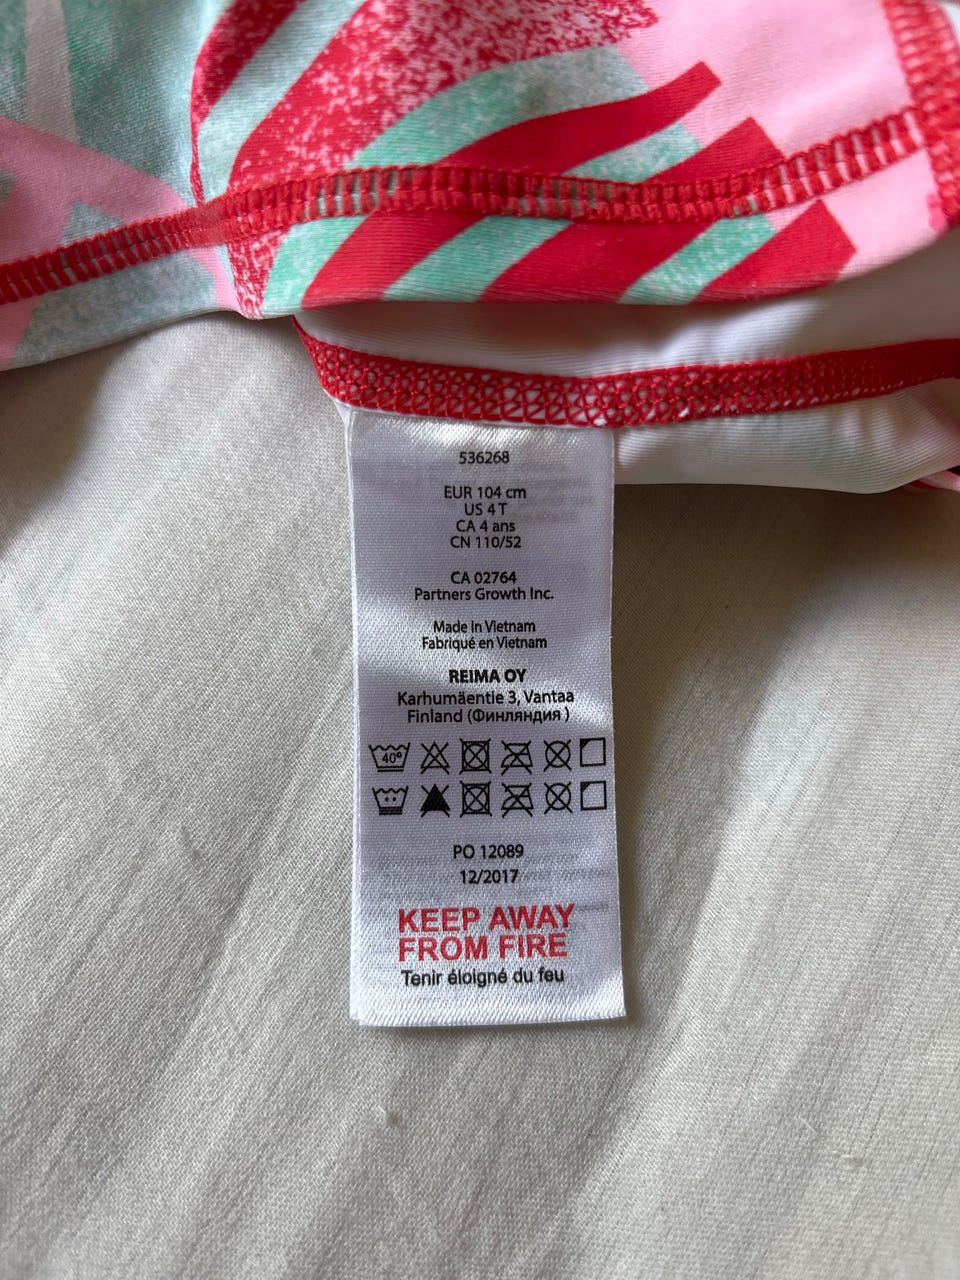 536268
EUR 104 cm
US 4 T
CA 4 ans
CN 110/52
CA 02764
Partners Growth Inc.
Made in Vietnam
Fabriqué en Vietnam
REIMA OY
Karhumäentie 3, Vantaa
Finland (Финляндия )
40°
PO 12089
12/2017
KEEP AWAY
FROM FIRE
Tenir éloigné du feu